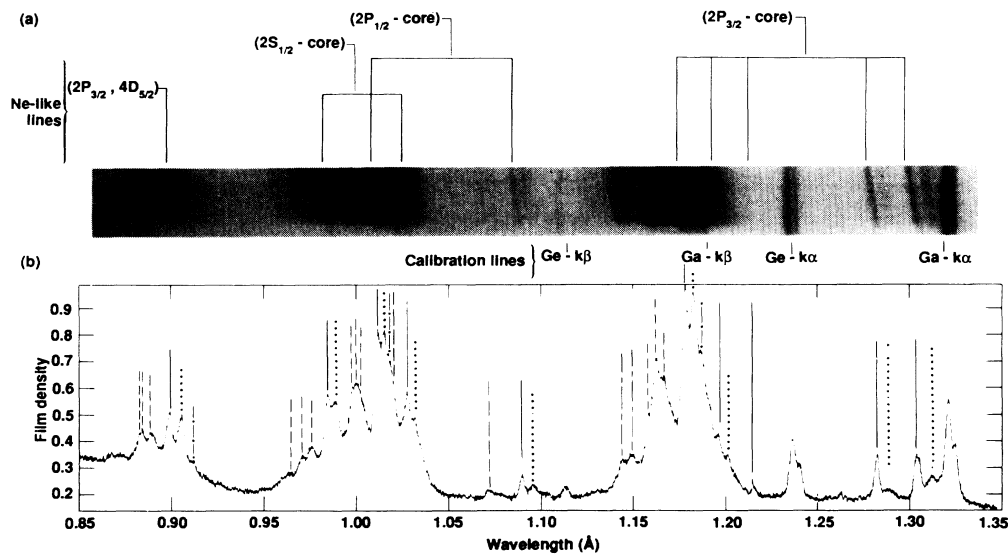 (a)
(2P1/2 - core)
(2P3/2 - core)
(2S1/2 - core)
(2P3/2 , 4D5/2)
Ne-like
lines
(b)
Calibration lines
Ge - kβ
Ga - kβ
Ge - kα
Ga - kα
0.9
0.8
0.7
0.6
0.5
0.4
0.3
0.2
Film density
0.85 0.90 0.95 1.00 1.05 1.10 1.15 1.20 1.25 1.30 1.35
Wavelength (Å)